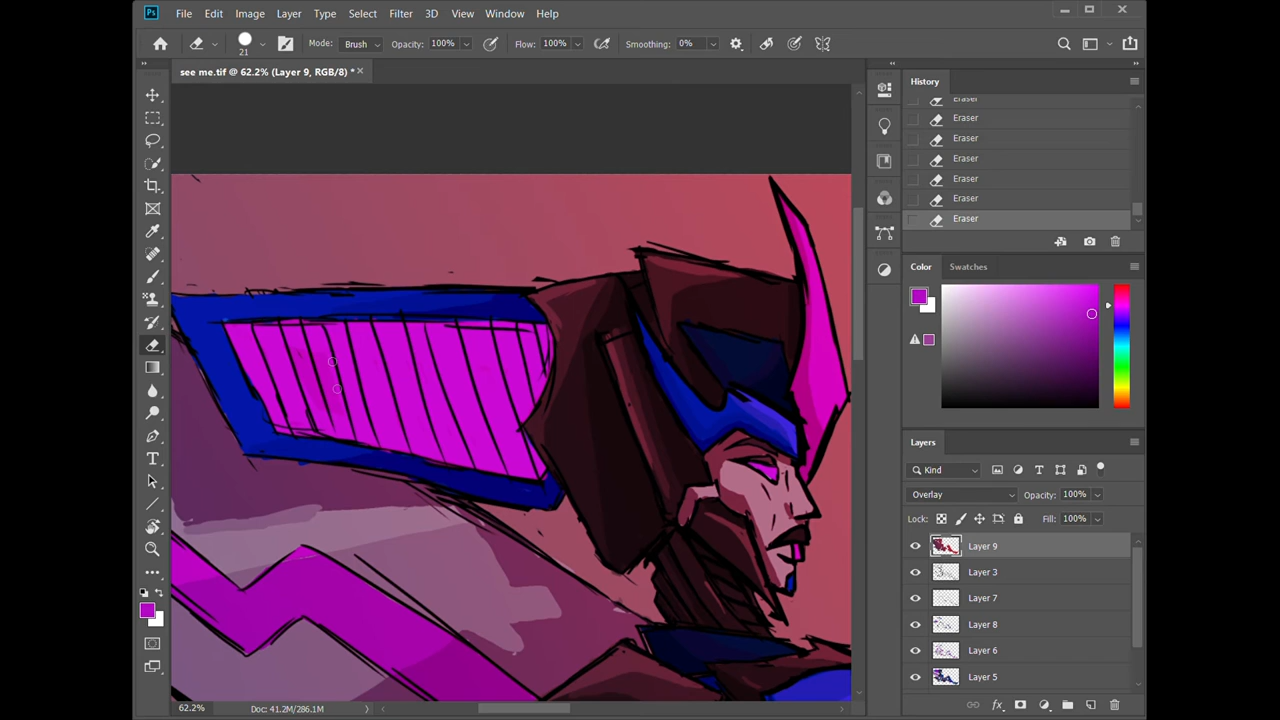 Ps File Edit Image Layer Type Select Filter 3D View Window Help
21 Mode: Brush Opacity: 100% Flow: 100% Smoothing: 0%
see me.tif @ 62.2% (Layer 9, RGB/8) *
History
Eraser
Eraser
Eraser
Eraser
Eraser
Eraser
Eraser
Color Swatches
Layers
Kind
Overlay Opacity: 100%
Lock: Fill: 100%
Layer 9
Layer 3
Layer 7
Layer 8
Layer 6
Layer 5
62.2% Doc: 41.2M/286.1M